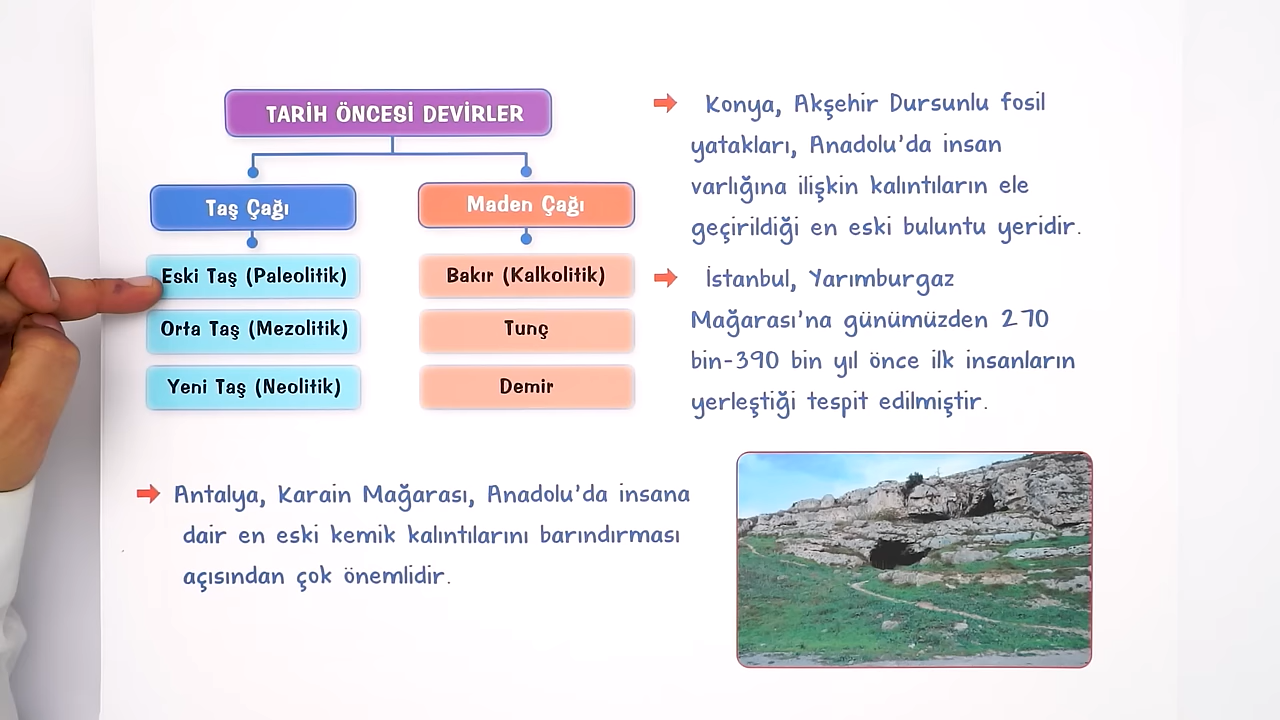 TARİH ÖNCESİ DEVİRLER
Taş Çağı
Eski Taş (Paleolitik)
Orta Taş (Mezolitik)
Yeni Taş (Neolitik)
Maden Çağı
Bakır (Kalkolitik)
Tunç
Demir
Konya, Akşehir Dursunlu fosil
yatakları, Anadolu'da insan
varlığına ilişkin kalıntıların ele
geçirildiği en eski buluntu yeridir.
İstanbul, Yarımburgaz
Mağarası'na günümüzden 270
bin-390 bin yıl önce ilk insanların
yerleştiği tespit edilmiştir.
Antalya, Karain Mağarası, Anadolu'da insana
dair en eski kemik kalıntılarını barındırması
açısından çok önemlidir.